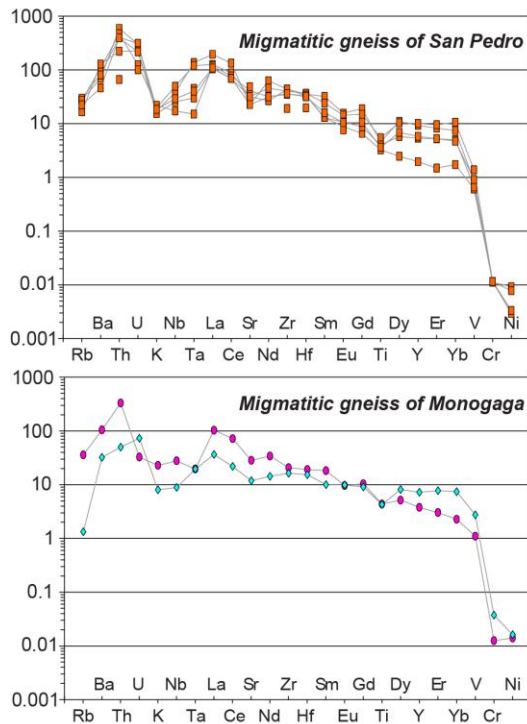 Migmatitic gneiss of San Pedro
1000
100
10
1
0.1
0.01
0.001
Ba U Nb La Sr Zr Sm Gd Dy Er V Ni
Rb Th K Ta Ce Nd Hf Eu Ti Y Yb Cr
Migmatitic gneiss of Monogaga
1000
100
10
1
0.1
0.01
0.001
Ba U Nb La Sr Zr Sm Gd Dy Er V Ni
Rb Th K Ta Ce Nd Hf Eu Ti Y Yb Cr